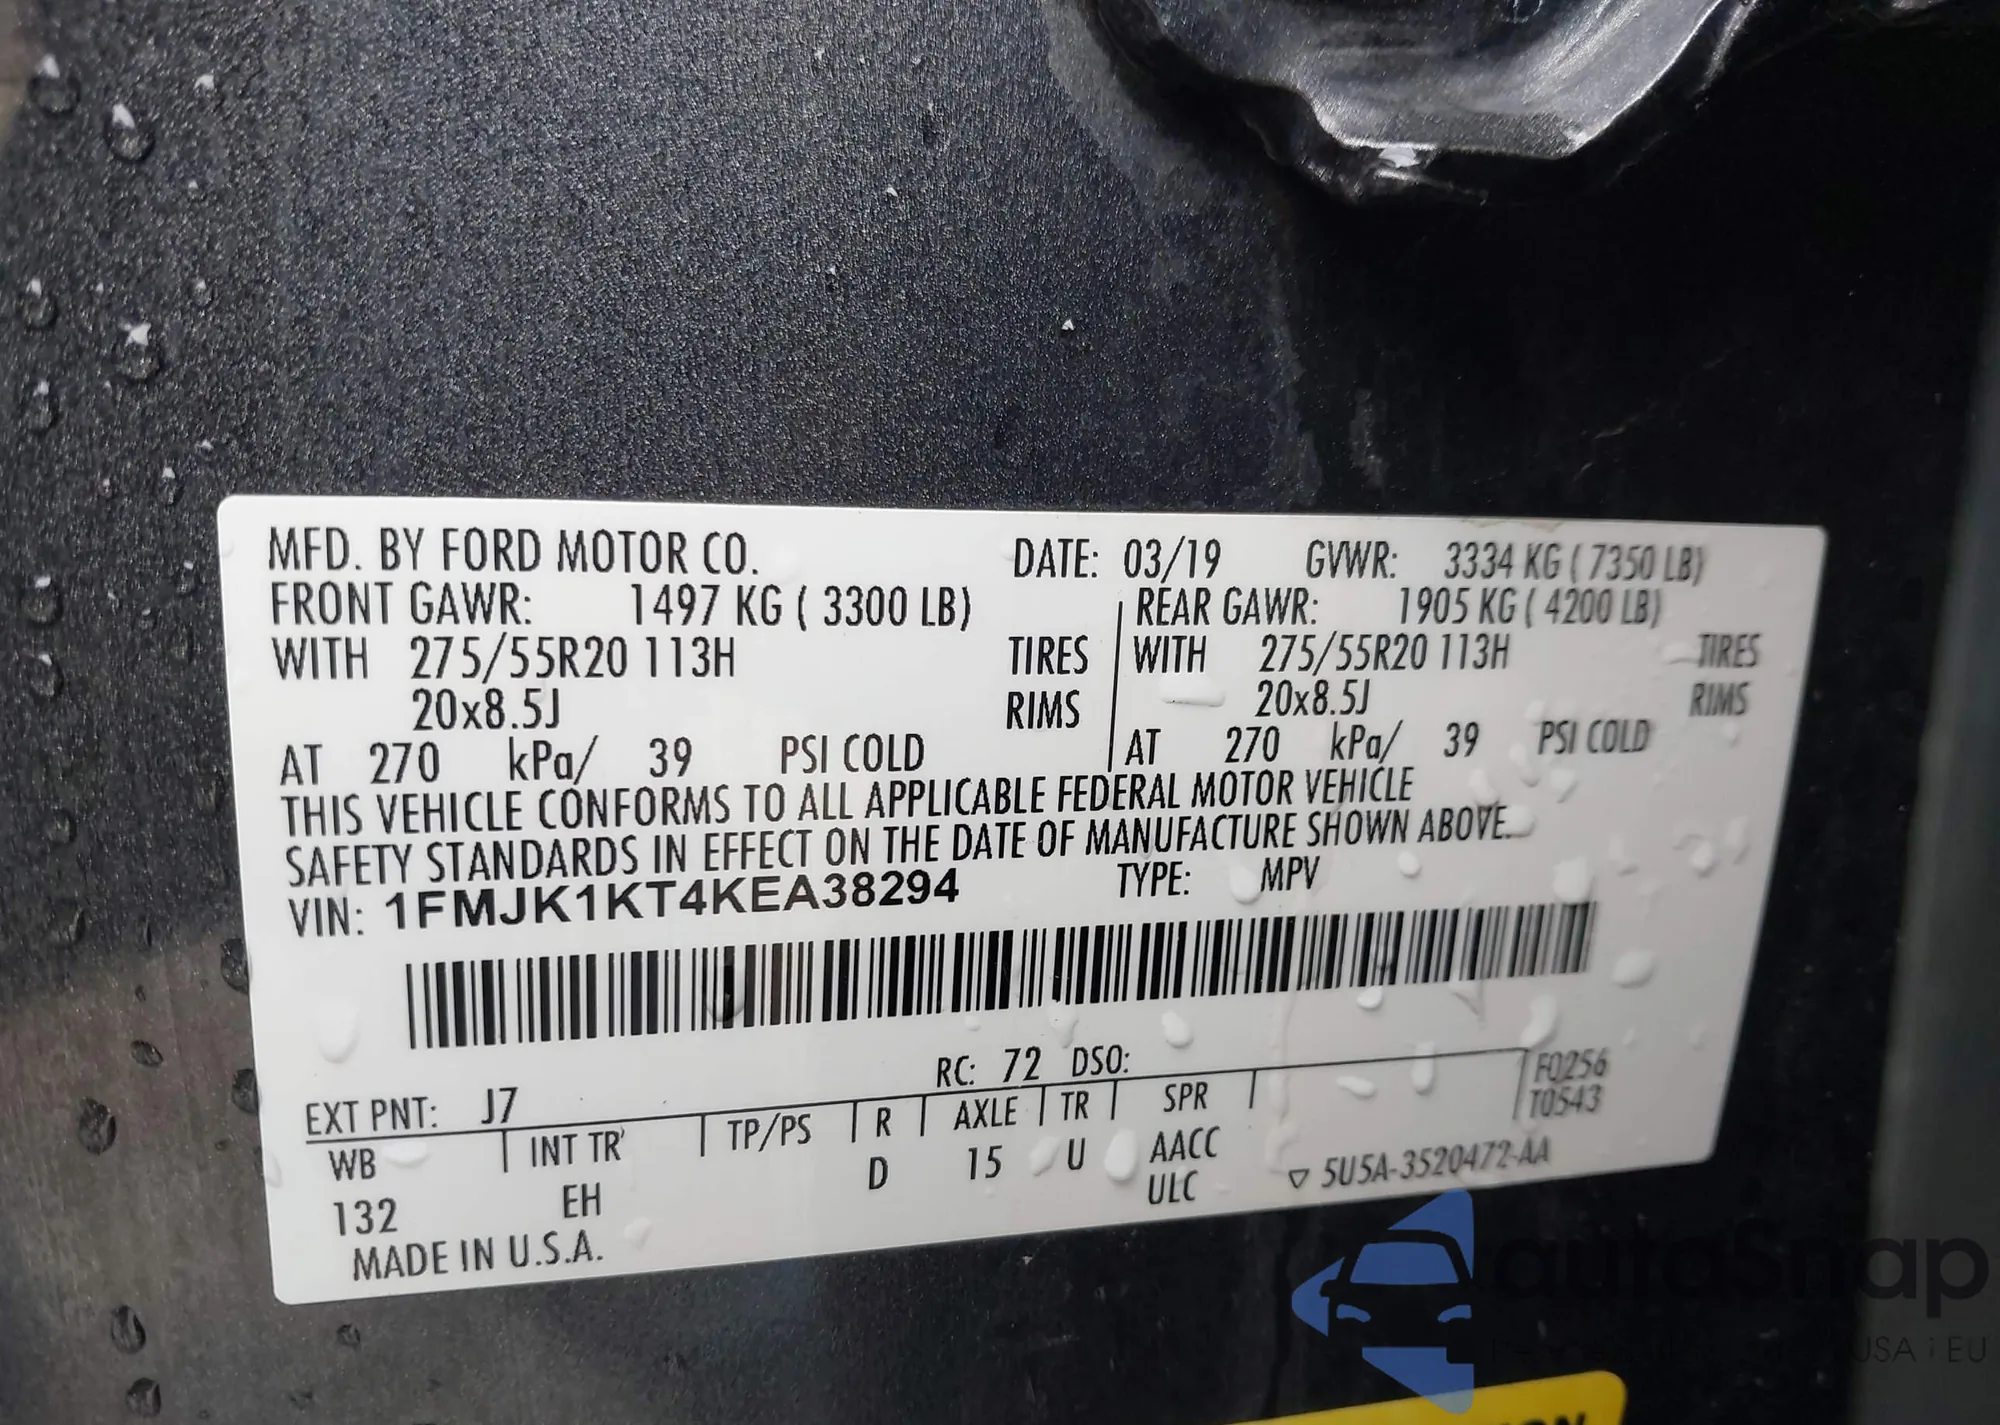 MFD. BY FORD MOTOR CO. DATE: 03/19 GVWR: 3334 KG ( 7350 LB)
FRONT GAWR: 1497 KG ( 3300 LB) REAR GAWR: 1905 KG ( 4200 LB)
WITH 275/55R20 113H TIRES WITH 275/55R20 113H TIRES
20x8.5J RIMS 20x8.5J RIMS
AT 270 kPa/ 39 PSI COLD AT 270 kPa/ 39 PSI COLD
THIS VEHICLE CONFORMS TO ALL APPLICABLE FEDERAL MOTOR VEHICLE
SAFETY STANDARDS IN EFFECT ON THE DATE OF MANUFACTURE SHOWN ABOVE.
VIN: 1FMJK1KT4KEA38294 TYPE: MPV
RC: 72 DSO: F0256
EXT PNT: J7 T0543
WB INT TR TP/PS R AXLE TR SPR
132 EH D 15 U AACC
ULC ▽ 5U5A-3520472-AA
MADE IN U.S.A.
autoSnap
USA | EU